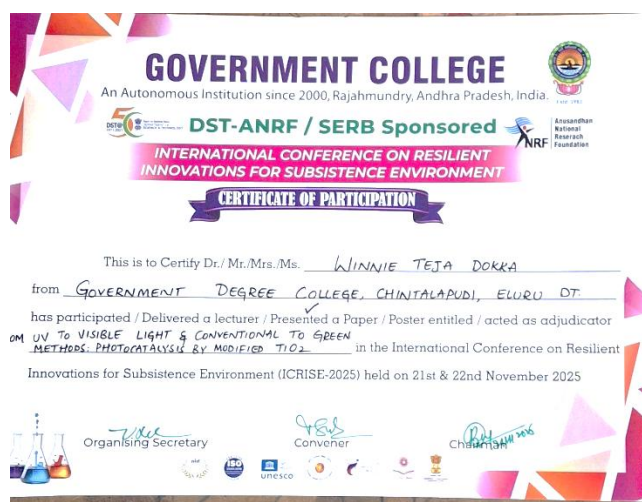 GOVERNMENT COLLEGE
An Autonomous Institution since 2000, Rajahmundry, Andhra Pradesh, India.
DST-ANRF / SERB Sponsored
NRF
Anusandhan
National
Reserach
Foundation
INTERNATIONAL CONFERENCE ON RESILIENT
INNOVATIONS FOR SUBSISTENCE ENVIRONMENT
CERTIFICATE OF PARTICIPATION
This is to Certify Dr./ Mr./Mrs./Ms. WINNIE TEJA DOKKA
from GOVERNMENT DEGREE COLLEGE, CHINTALAPUDI, ELURU DT.
has participated / Delivered a lecturer / Presented a Paper / Poster entitled / acted as adjudicator
OM UV TO VISIBLE LIGHT & CONVENTIONAL TO GREEN
METHODS: PHOTOCATALYSIS BY MODIFIED TiO2 in the International Conference on Resilient
Innovations for Subsistence Environment (ICRISE-2025) held on 21st & 22nd November 2025
Organising Secretary
Convener
Chairman
ISO
unesco